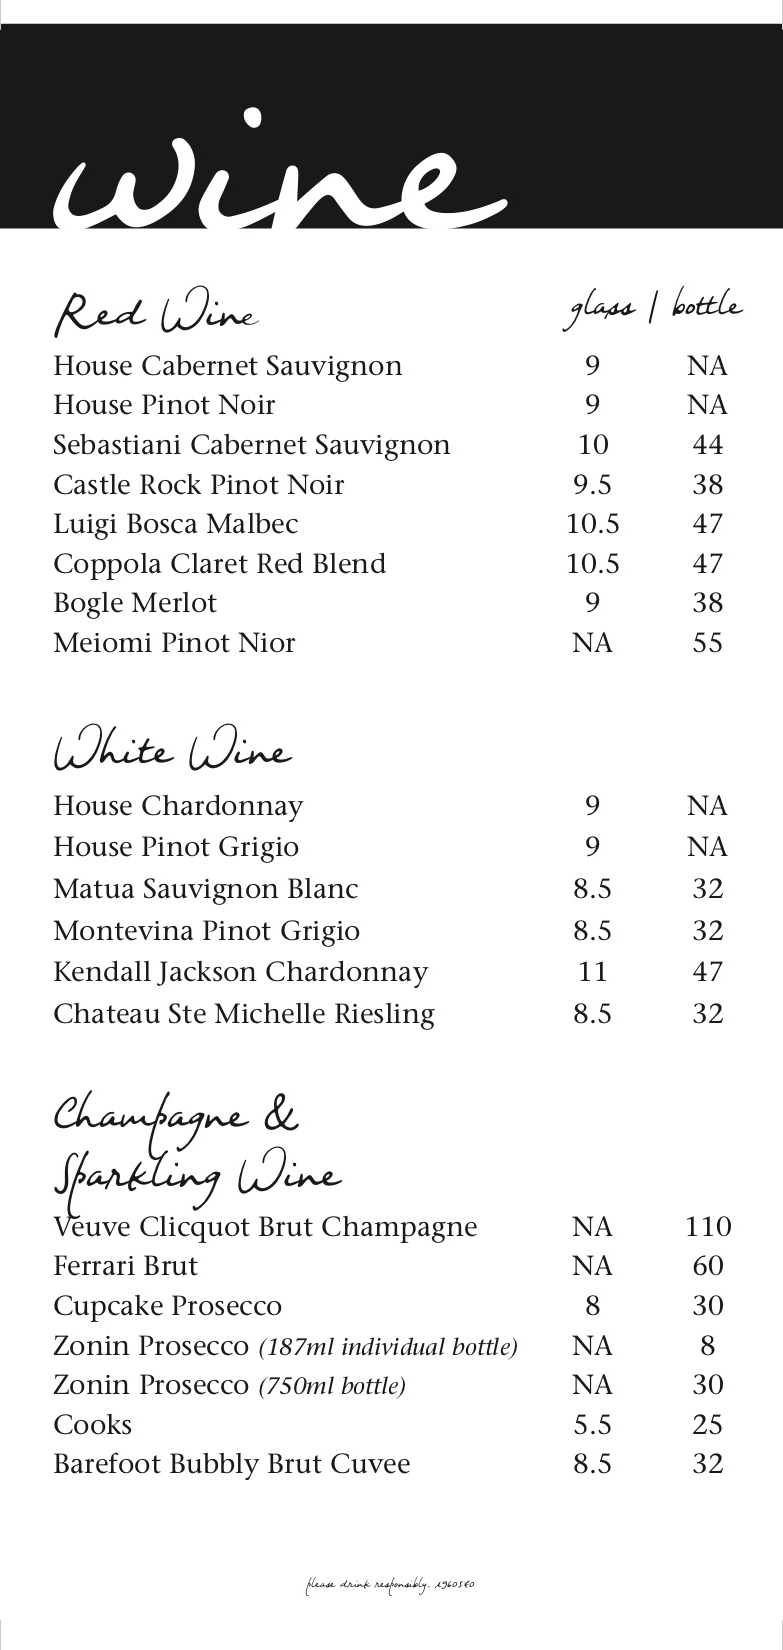 wine
Red Wine glass | bottle
House Cabernet Sauvignon 9 NA
House Pinot Noir 9 NA
Sebastiani Cabernet Sauvignon 10 44
Castle Rock Pinot Noir 9.5 38
Luigi Bosca Malbec 10.5 47
Coppola Claret Red Blend 10.5 47
Bogle Merlot 9 38
Meiomi Pinot Nior NA 55
White Wine
House Chardonnay 9 NA
House Pinot Grigio 9 NA
Matua Sauvignon Blanc 8.5 32
Montevina Pinot Grigio 8.5 32
Kendall Jackson Chardonnay 11 47
Chateau Ste Michelle Riesling 8.5 32
Champagne &
Sparkling Wine
Veuve Clicquot Brut Champagne NA 110
Ferrari Brut NA 60
Cupcake Prosecco 8 30
Zonin Prosecco (187ml individual bottle) NA 8
Zonin Prosecco (750ml bottle) NA 30
Cooks 5.5 25
Barefoot Bubbly Brut Cuvee 8.5 32
please drink responsibly.